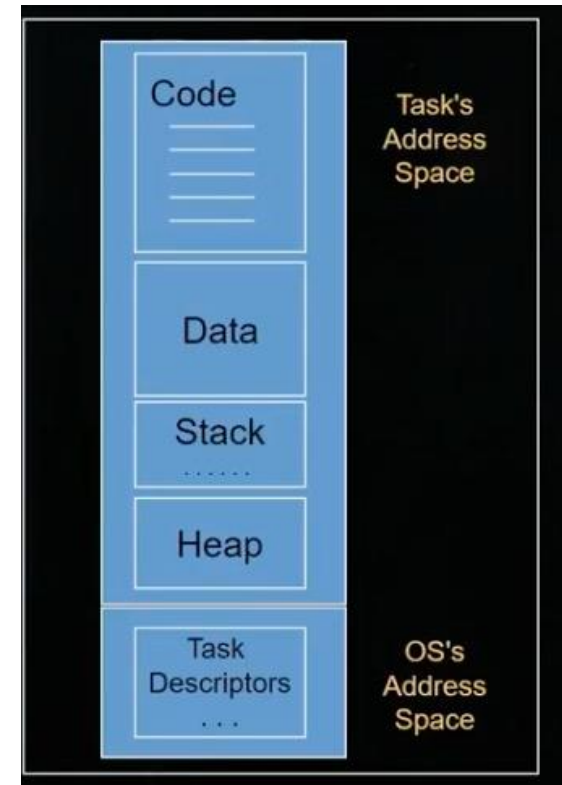 Code
Task's
Address
Space
Data
Stack
......
Heap
Task
Descriptors
...
OS's
Address
Space